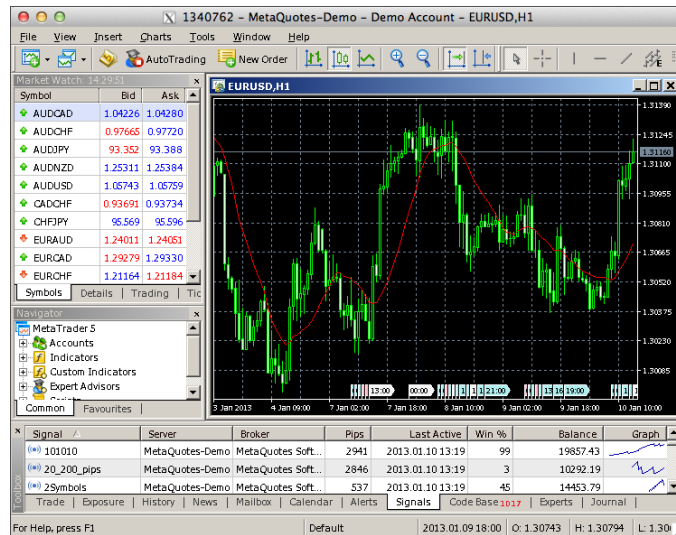 1340762 - MetaQuotes-Demo - Demo Account - EURUSD,H1
File View Insert Charts Tools Window Help
AutoTrading New Order
Market Watch: 14:29:51
Symbol Bid Ask
AUDCAD 1.04226 1.04280
AUDCHF 0.97665 0.97720
AUDJPY 93.352 93.388
AUDNZD 1.25311 1.25384
AUDUSD 1.05743 1.05759
CADCHF 0.93691 0.93734
CHFJPY 95.569 95.596
EURAUD 1.24011 1.24051
EURCAD 1.29279 1.29330
EURCHF 1.21164 1.21184
Symbols Details Trading Tic
EURUSD,H1
1.31390
1.31245
1.31160
1.31100
1.30955
1.30810
1.30665
1.30520
1.30375
1.30230
1.30085
13:00 00:00 21:00 13 16 19:00
3 Jan 2013 4 Jan 09:00 7 Jan 02:00 7 Jan 18:00 8 Jan 10:00 9 Jan 02:00 9 Jan 18:00 10 Jan 10:00
Navigator
MetaTrader 5
Accounts
Indicators
Custom Indicators
Expert Advisors
Common Favourites
Signal Server Broker Pips Last Active Win % Balance Graph
101010 MetaQuotes-Demo MetaQuotes Soft... 2941 2013.01.10 13:19 99 19857.43
20_200_pips MetaQuotes-Demo MetaQuotes Soft... 2846 2013.01.10 13:19 3 10292.19
2Symbols MetaQuotes-Demo MetaQuotes Soft... 537 2013.01.10 13:19 45 14453.79
Toolbox
Trade Exposure History News Mailbox Calendar Alerts Signals Code Base 1017 Experts Journal
For Help, press F1 Default 2013.01.09 18:00 O: 1.30743 H: 1.30794 L: 1.30